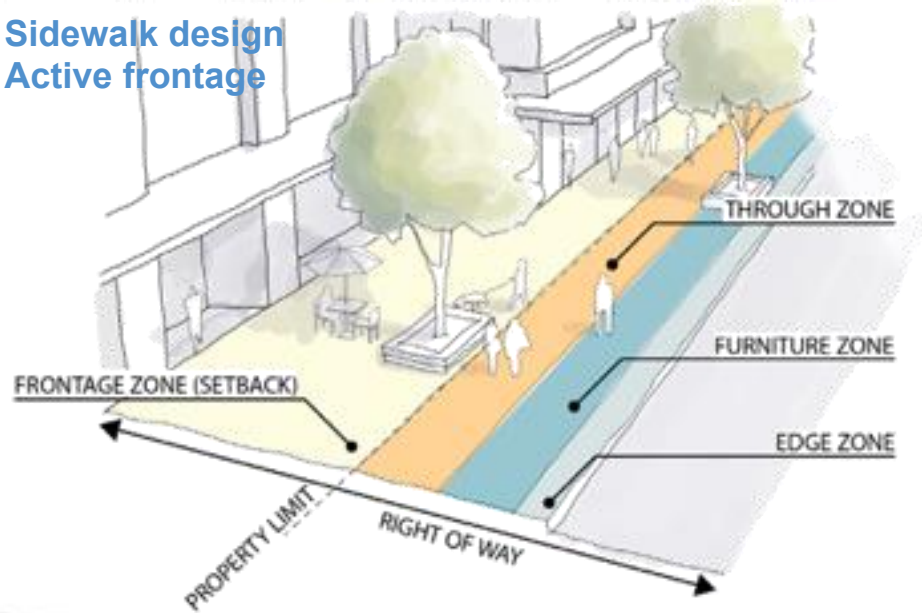 Sidewalk design
Active frontage
THROUGH ZONE
FURNITURE ZONE
FRONTAGE ZONE (SETBACK)
EDGE ZONE
PROPERTY LIMIT
RIGHT OF WAY